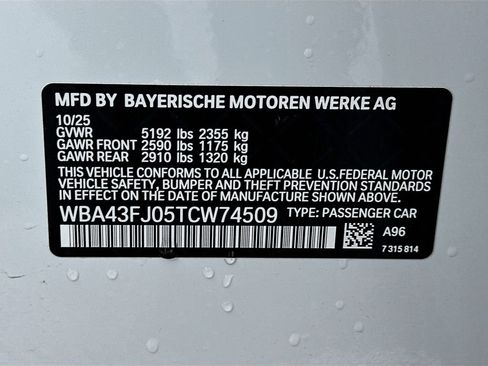 MFD BY BAYERISCHE MOTOREN WERKE AG
10/25
GVWR 5192 lbs 2355 kg
GAWR FRONT 2590 lbs 1175 kg
GAWR REAR 2910 lbs 1320 kg
THIS VEHICLE CONFORMS TO ALL APPLICABLE U.S.FEDERAL MOTOR
VEHICLE SAFETY, BUMPER AND THEFT PREVENTION STANDARDS
IN EFFECT ON THE DATE OF MANUFACTURE SHOWN ABOVE.
WBA43FJ05TCW74509 TYPE: PASSENGER CAR
A96
7 315 814